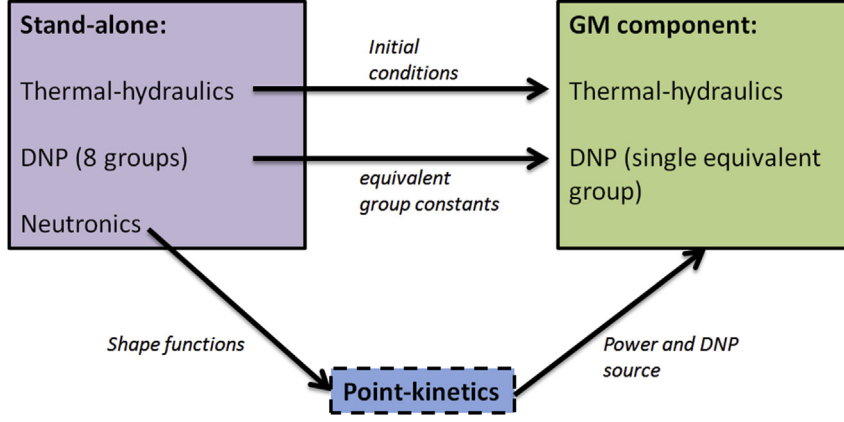 Stand-alone:
Thermal-hydraulics
DNP (8 groups)
Neutronics
Initial
conditions
equivalent
group constants
GM component:
Thermal-hydraulics
DNP (single equivalent
group)
Shape functions
Point-kinetics
Power and DNP
source